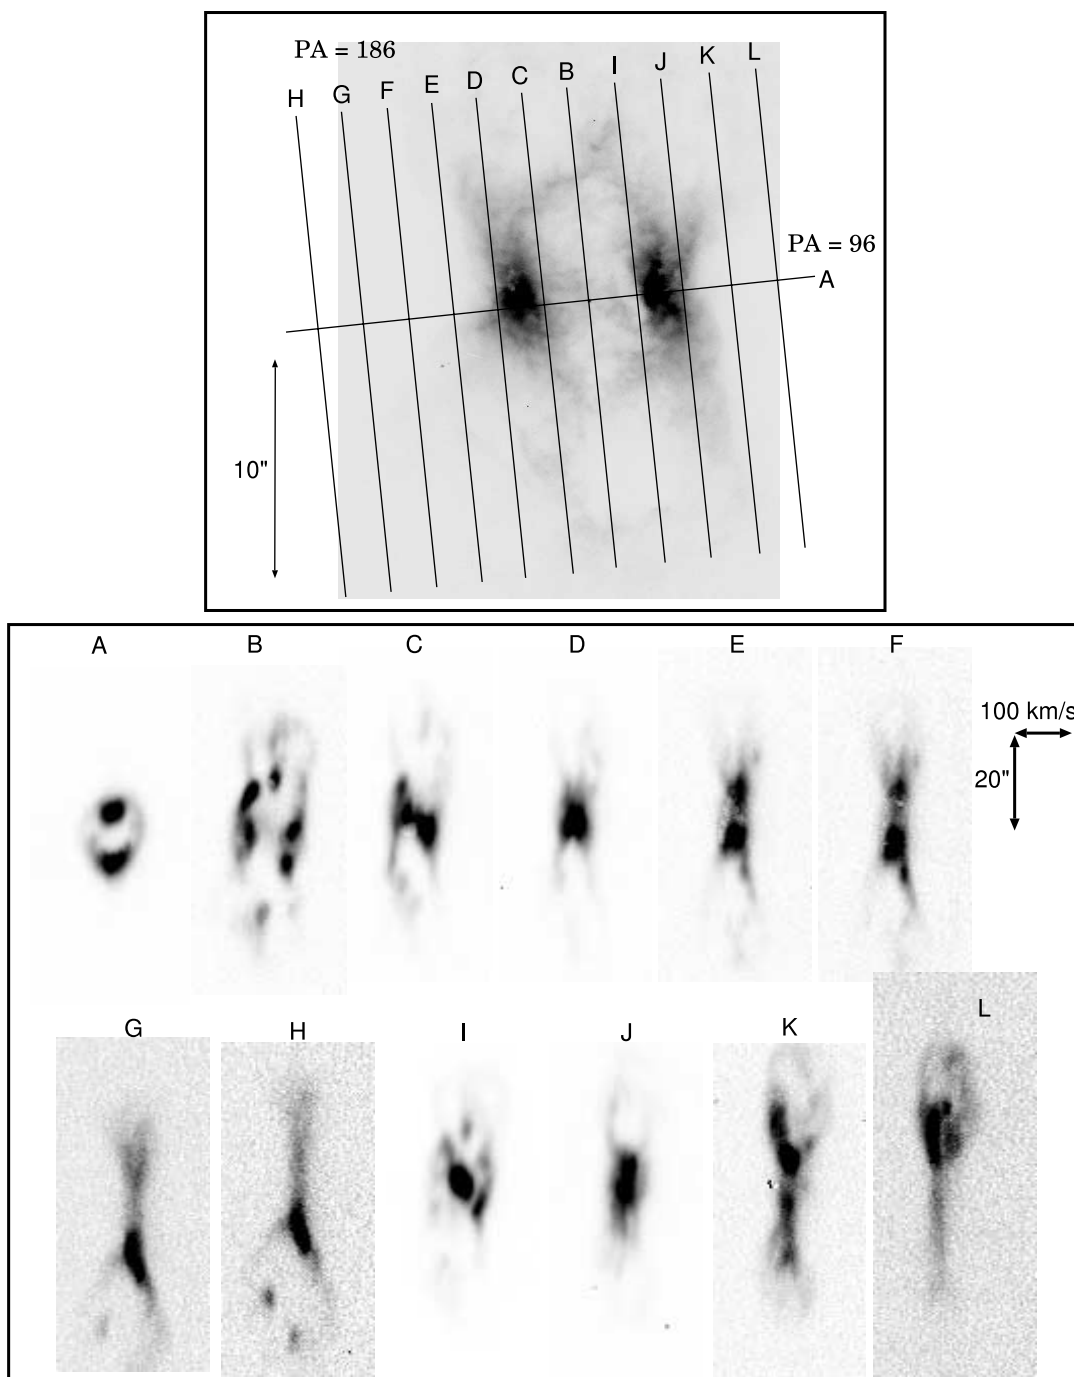 PA = 186
H G F E D C B I J K L
PA = 96
A
10"
A B C D E F
100 km/s
20"
G H I J K L